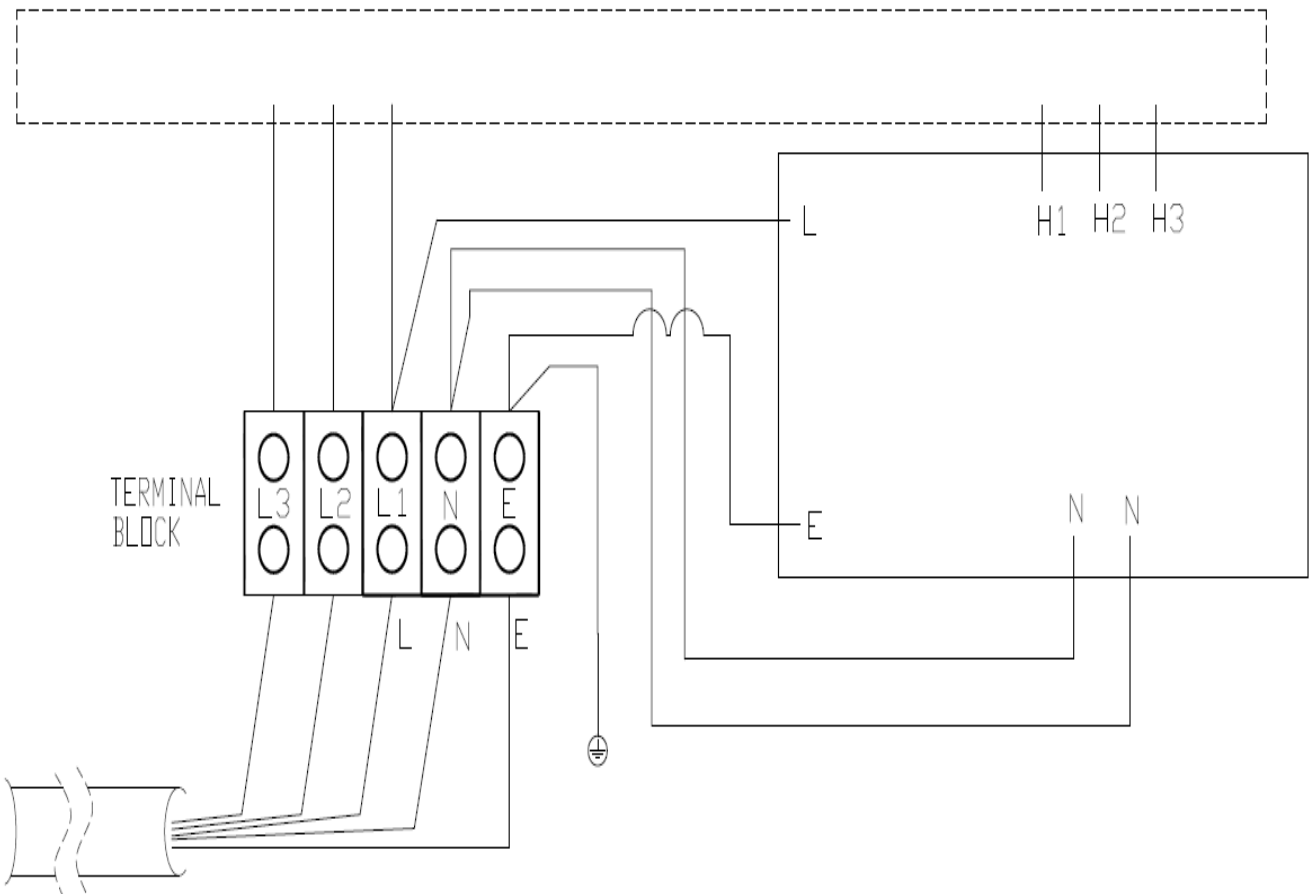 L H1 H2 H3
TERMINAL
BLOCK
L3 L2 L1 N E
E N N
L N E